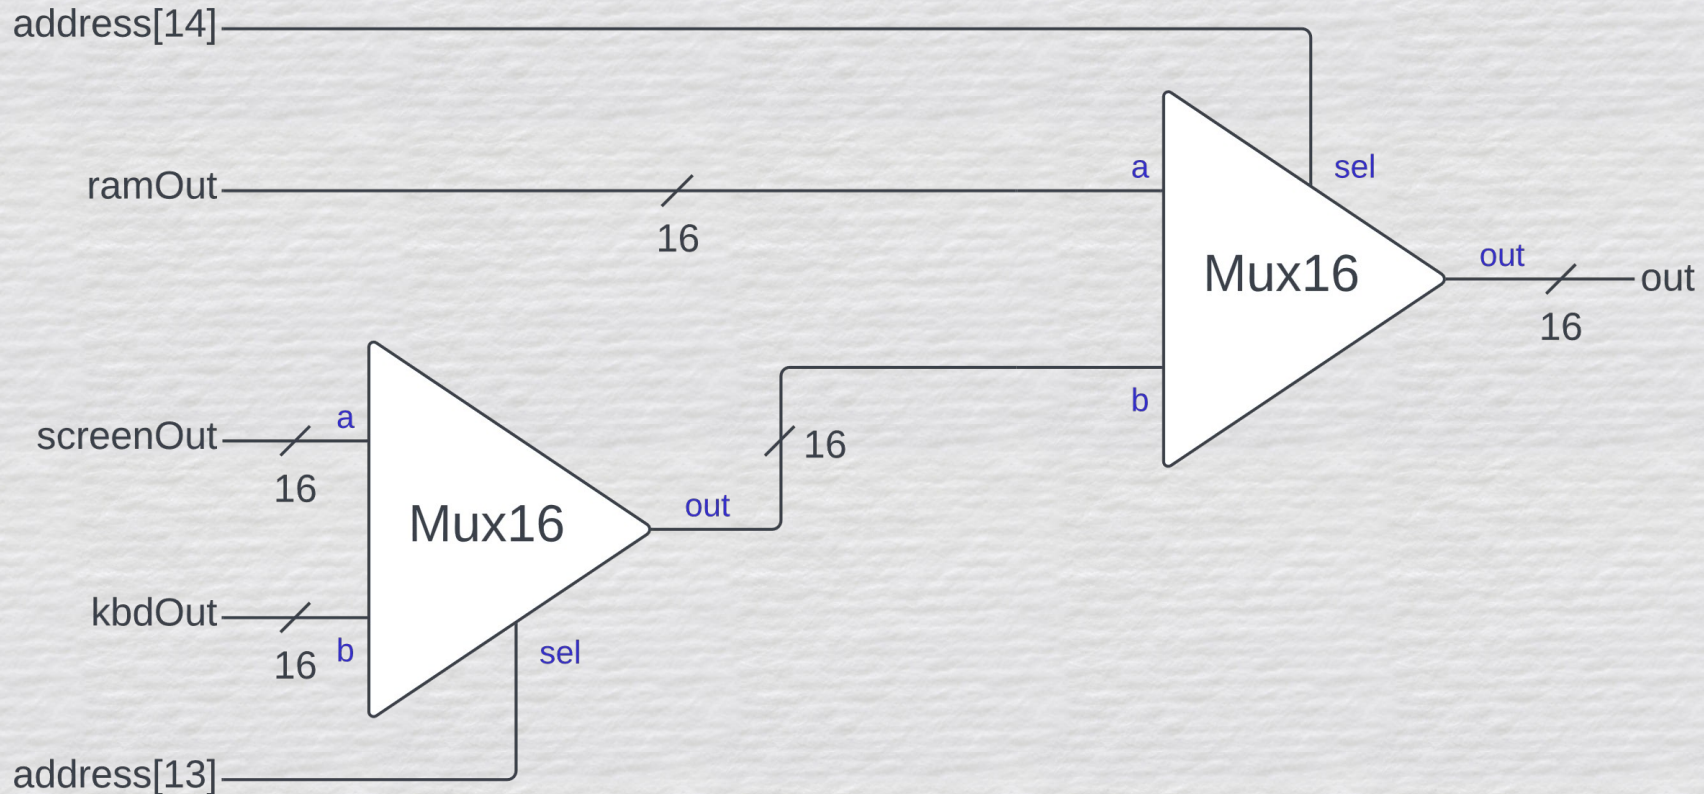 address[14]
ramOut
16
a
sel
Mux16
out
out
16
b
screenOut
16
a
Mux16
out
16
kbdOut
16
b
sel
address[13]